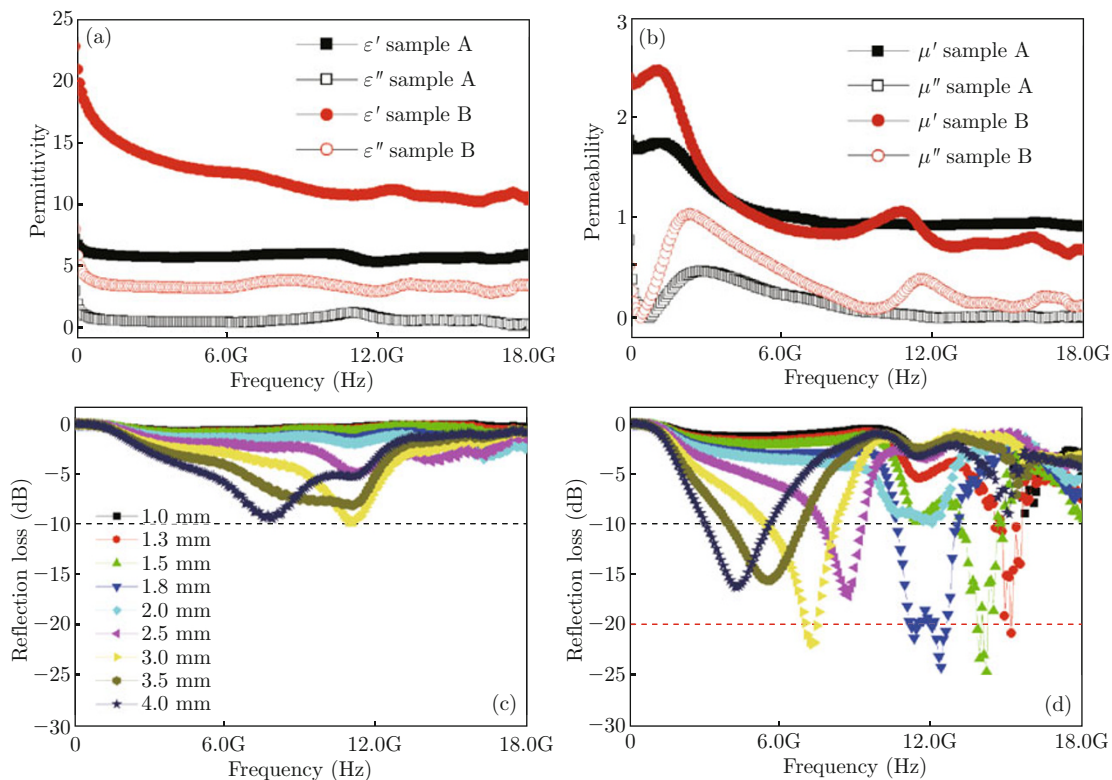 (a)
25
20
15
10
5
0
Permittivity
ε′ sample A
ε″ sample A
ε′ sample B
ε″ sample B
0
6.0G
12.0G
18.0G
Frequency (Hz)
(b)
3
2
1
0
Permeability
μ′ sample A
μ″ sample A
μ′ sample B
μ″ sample B
0
6.0G
12.0G
18.0G
Frequency (Hz)
0
−5
−10
−15
−20
−25
−30
Reflection loss (dB)
1.0 mm
1.3 mm
1.5 mm
1.8 mm
2.0 mm
2.5 mm
3.0 mm
3.5 mm
4.0 mm
(c)
0
6.0G
12.0G
18.0G
Frequency (Hz)
0
−5
−10
−15
−20
−25
−30
Reflection loss (dB)
(d)
0
6.0G
12.0G
18.0G
Frequency (Hz)